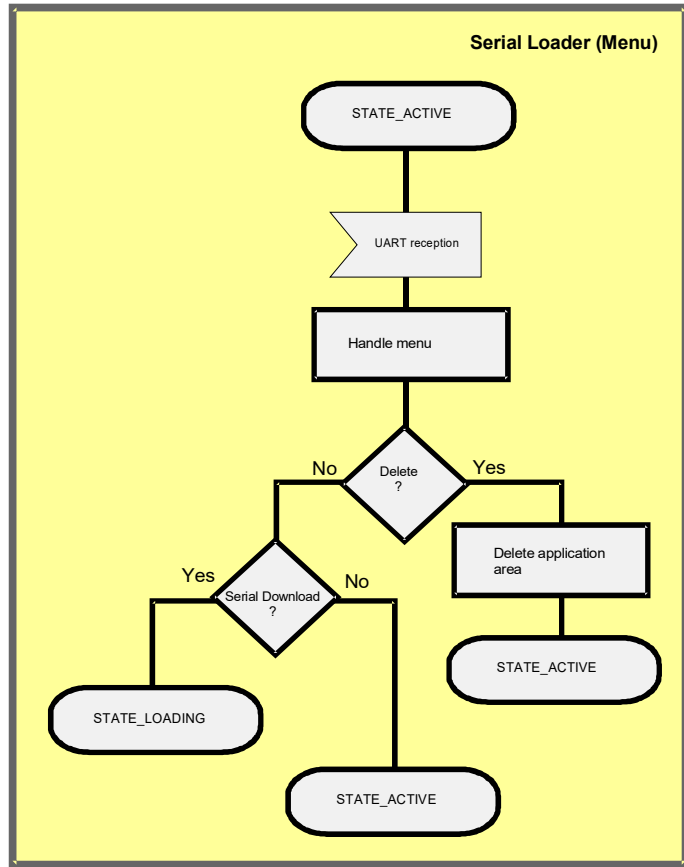 Serial Loader (Menu)
STATE_ACTIVE
UART reception
Handle menu
No
Delete
?
Yes
Delete application
area
Yes
Serial Download
?
No
STATE_ACTIVE
STATE_LOADING
STATE_ACTIVE